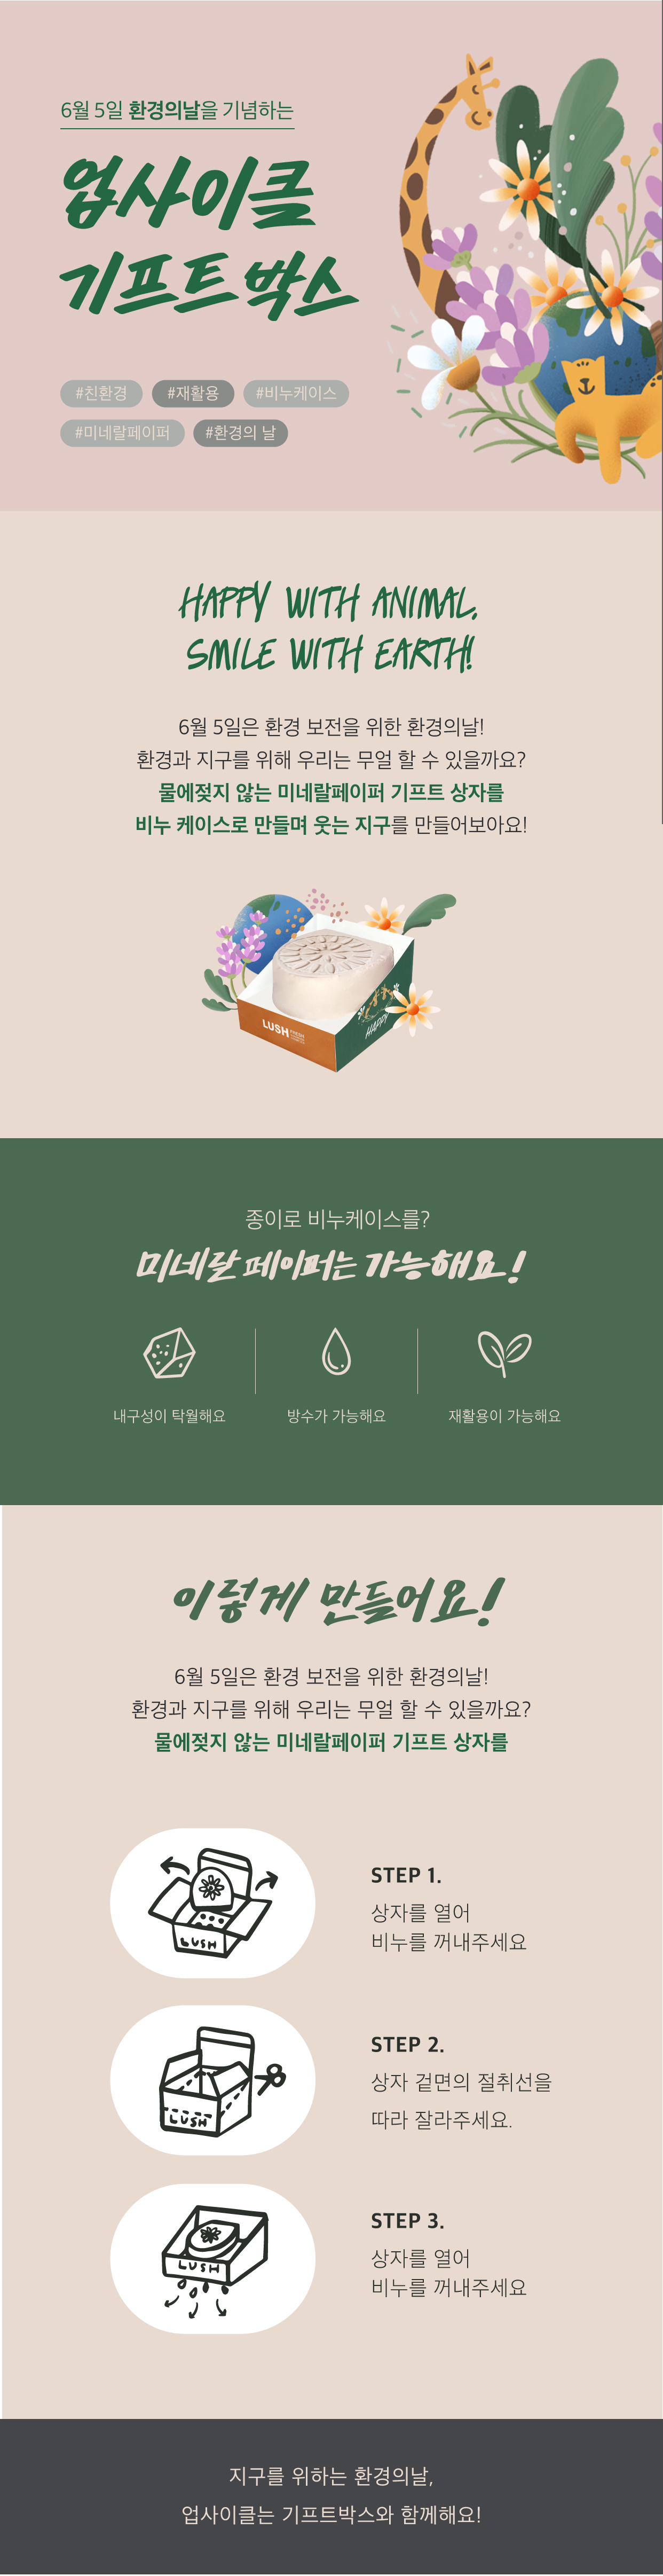 6월 5일 환경의날을 기념하는
업사이클
기프트 박스
#친환경 #재활용 #비누케이스
#미네랄페이퍼 #환경의 날
HAPPY WITH ANIMAL,
SMILE WITH EARTH!
6월 5일은 환경 보전을 위한 환경의날!
환경과 지구를 위해 우리는 무얼 할 수 있을까요?
물에젖지 않는 미네랄페이퍼 기프트 상자를
비누 케이스로 만들며 웃는 지구를 만들어보아요!
LUSH
HAPPY
종이로 비누케이스를?
미네랄 페이퍼는 가능해요!
내구성이 탁월해요
방수가 가능해요
재활용이 가능해요
이렇게 만들어요!
6월 5일은 환경 보전을 위한 환경의날!
환경과 지구를 위해 우리는 무얼 할 수 있을까요?
물에젖지 않는 미네랄페이퍼 기프트 상자를
LUSH
STEP 1.
상자를 열어
비누를 꺼내주세요
LUSH
STEP 2.
상자 겉면의 절취선을
따라 잘라주세요.
LUSH
STEP 3.
상자를 열어
비누를 꺼내주세요
지구를 위하는 환경의날,
업사이클는 기프트박스와 함께해요!